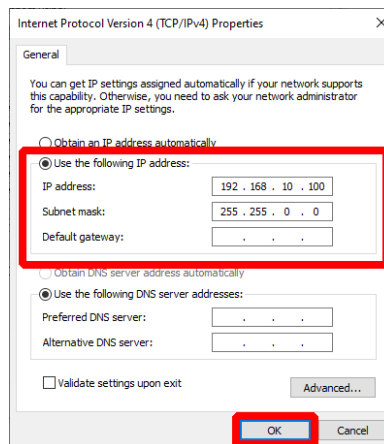 Internet Protocol Version 4 (TCP/IPv4) Properties
General
You can get IP settings assigned automatically if your network supports
this capability. Otherwise, you need to ask your network administrator
for the appropriate IP settings.
Obtain an IP address automatically
Use the following IP address:
IP address: 192 . 168 . 10 . 100
Subnet mask: 255 . 255 . 0 . 0
Default gateway: . . .
Obtain DNS server address automatically
Use the following DNS server addresses:
Preferred DNS server: . . .
Alternative DNS server: . . .
Validate settings upon exit
Advanced...
OK Cancel